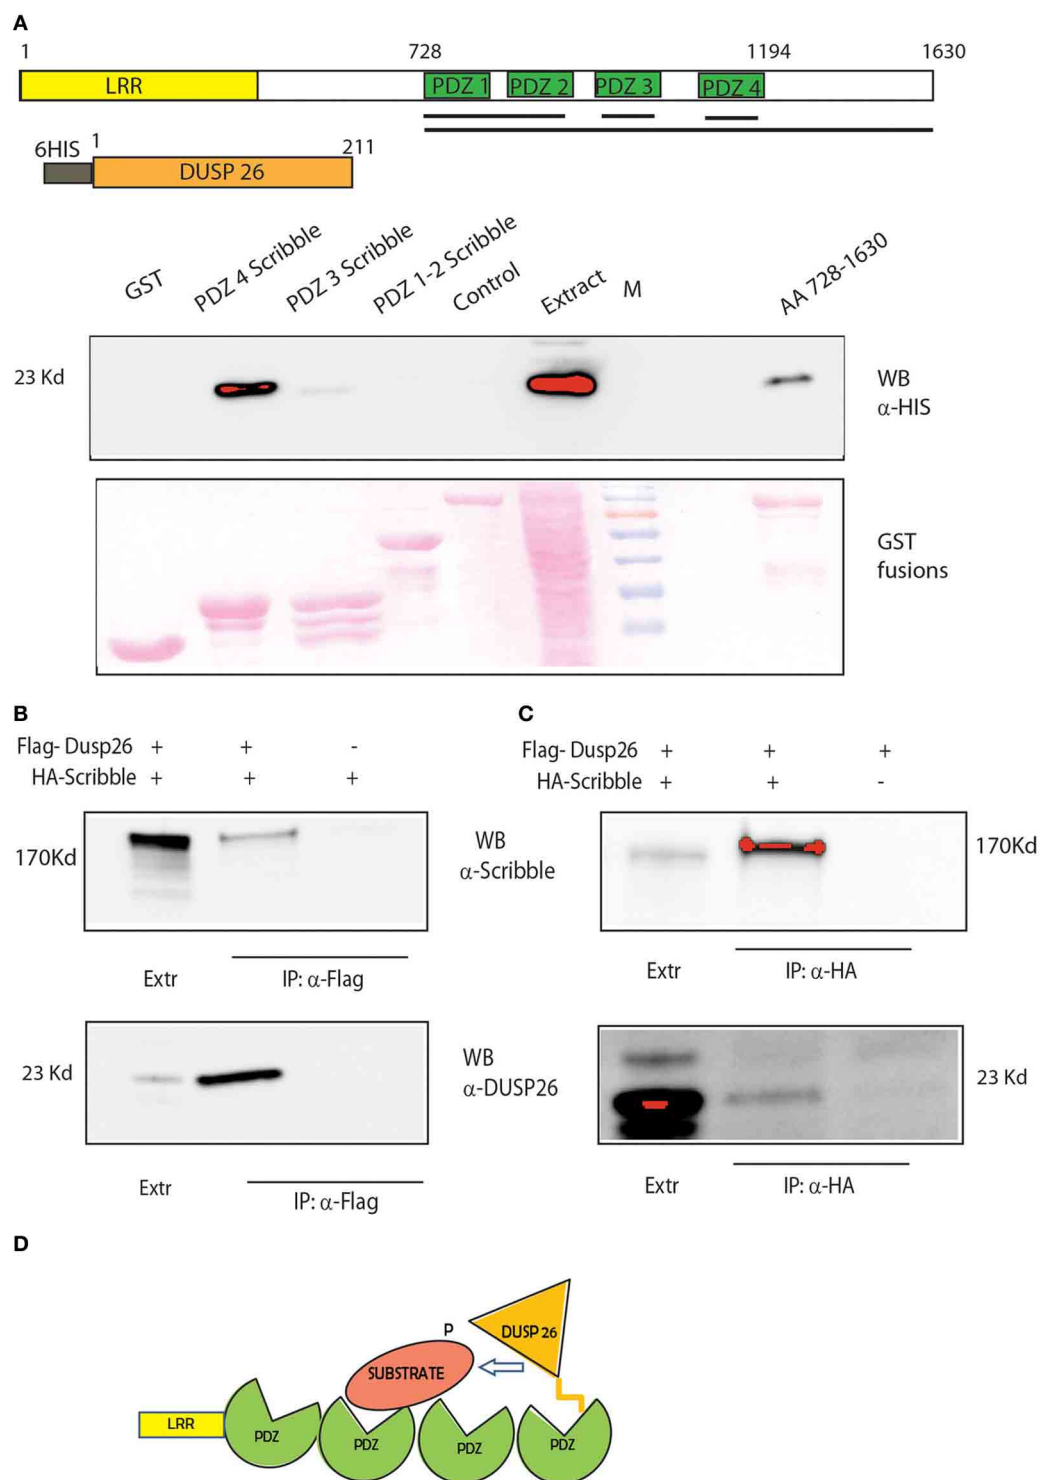 A
1 728 1194 1630
LRR PDZ 1 PDZ 2 PDZ 3 PDZ 4
6HIS 1 211
DUSP 26
GST PDZ 4 Scribble PDZ 3 Scribble PDZ 1-2 Scribble Control Extract M AA 728-1630
23 Kd
WB
α-HIS
GST
fusions
B
Flag- Dusp26 + + -
HA-Scribble + + +
170Kd
WB
α-Scribble
Extr IP: α-Flag
23 Kd
WB
α-DUSP26
Extr IP: α-Flag
C
Flag- Dusp26 + + +
HA-Scribble + + -
170Kd
Extr IP: α-HA
23 Kd
Extr IP: α-HA
D
P
DUSP 26
SUBSTRATE
LRR PDZ PDZ PDZ PDZ